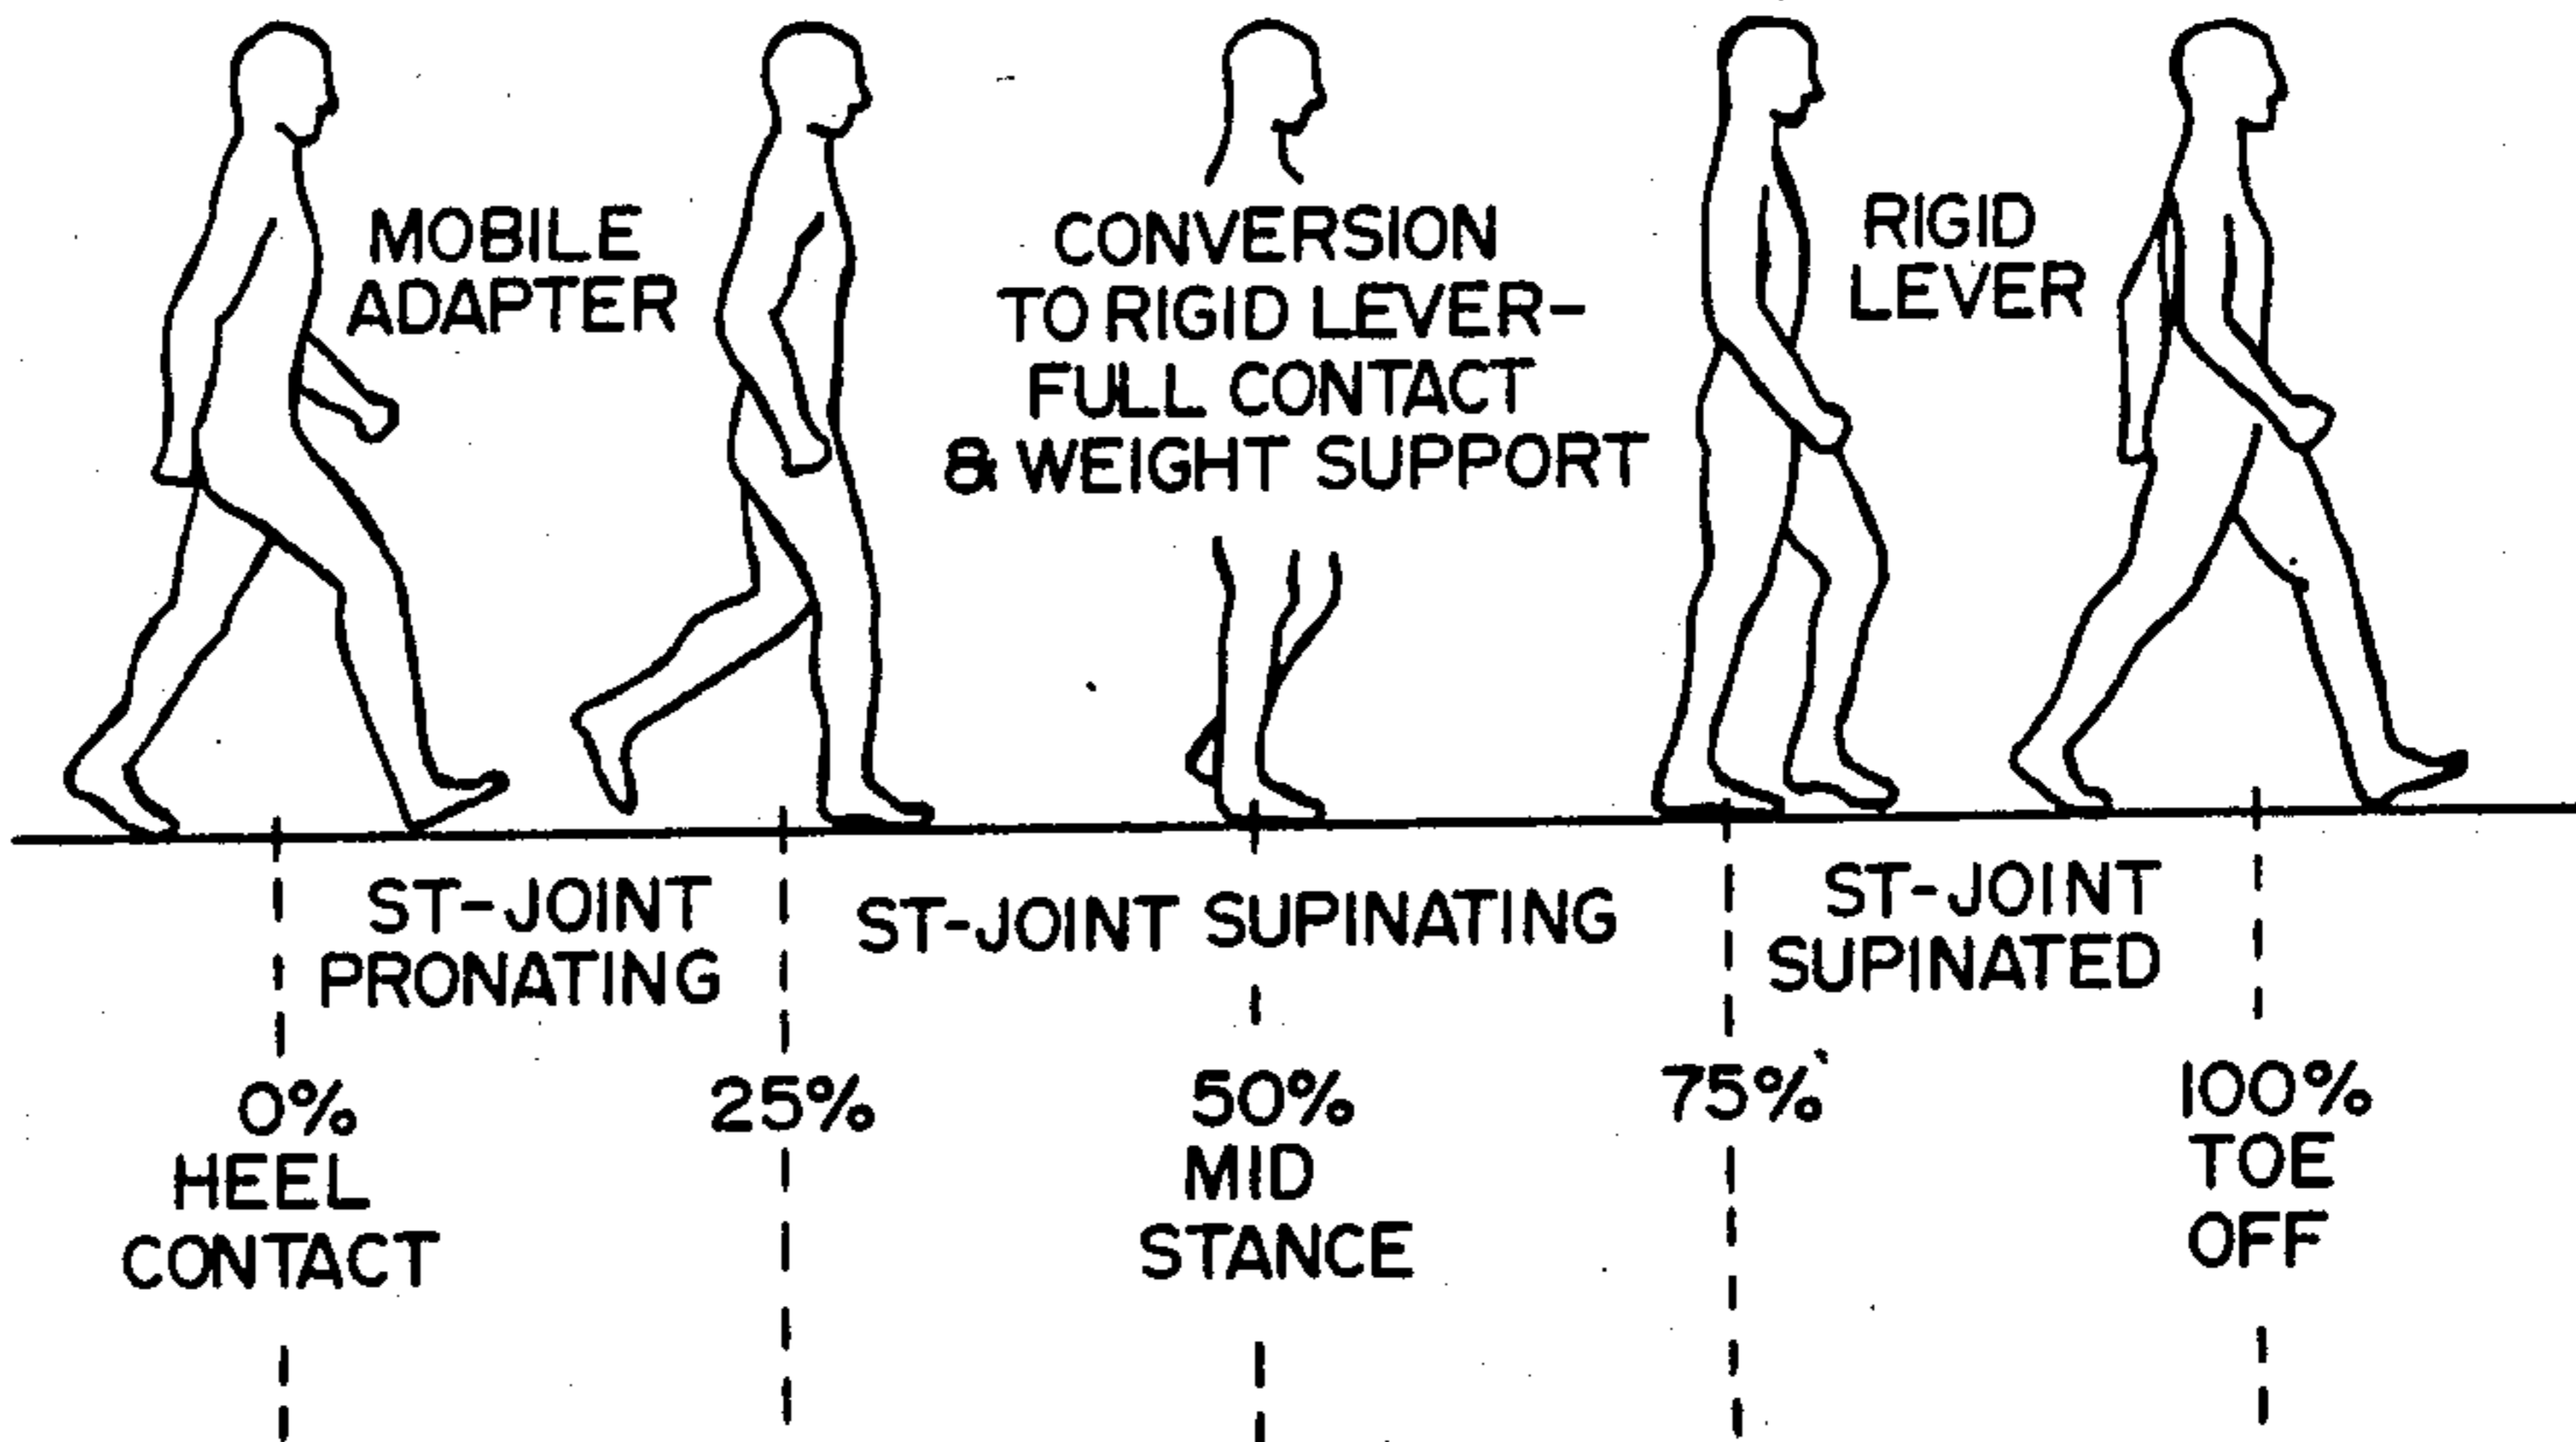 MOBILE
ADAPTER
CONVERSION
TO RIGID LEVER-
FULL CONTACT
& WEIGHT SUPPORT
RIGID
LEVER
ST-JOINT
PRONATING
ST-JOINT SUPINATING
ST-JOINT
SUPINATED
0%
HEEL
CONTACT
25%
50%
MID
STANCE
75%
100%
TOE
OFF